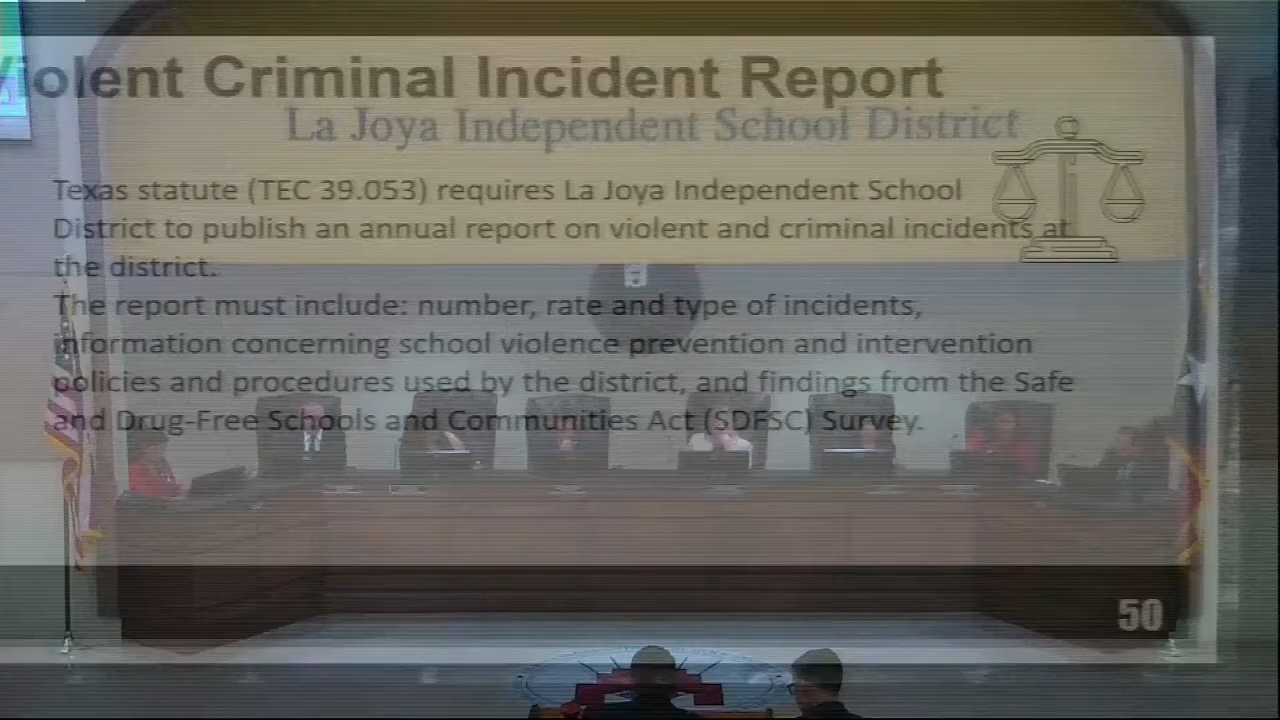 Violent Criminal Incident Report
La Joya Independent School District
Texas statute (TEC 39.053) requires La Joya Independent School
District to publish an annual report on violent and criminal incidents at
the district.
The report must include: number, rate and type of incidents,
information concerning school violence prevention and intervention
policies and procedures used by the district, and findings from the Safe
and Drug-Free Schools and Communities Act (SDFSC) Survey.
50